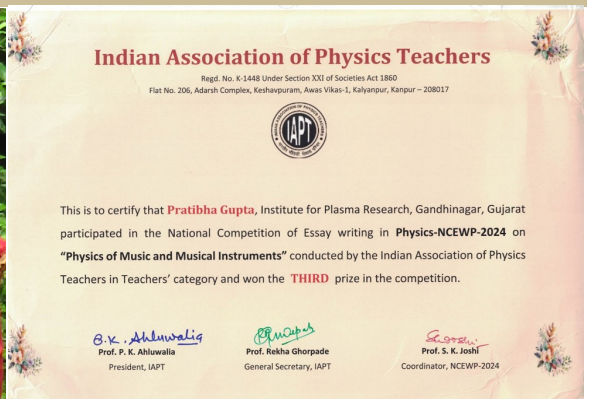 Indian Association of Physics Teachers
Regd. No. K-1448 Under Section XXI of Societies Act 1860
Flat No. 206, Adarsh Complex, Keshavpuram, Awas Vikas-1, Kalyanpur, Kanpur – 208017
IAPT
This is to certify that Pratibha Gupta, Institute for Plasma Research, Gandhinagar, Gujarat
participated in the National Competition of Essay writing in Physics-NCEWP-2024 on
“Physics of Music and Musical Instruments” conducted by the Indian Association of Physics
Teachers in Teachers’ category and won the THIRD prize in the competition.
Prof. P. K. Ahluwalia
President, IAPT
Prof. Rekha Ghorpade
General Secretary, IAPT
Prof. S. K. Joshi
Coordinator, NCEWP-2024